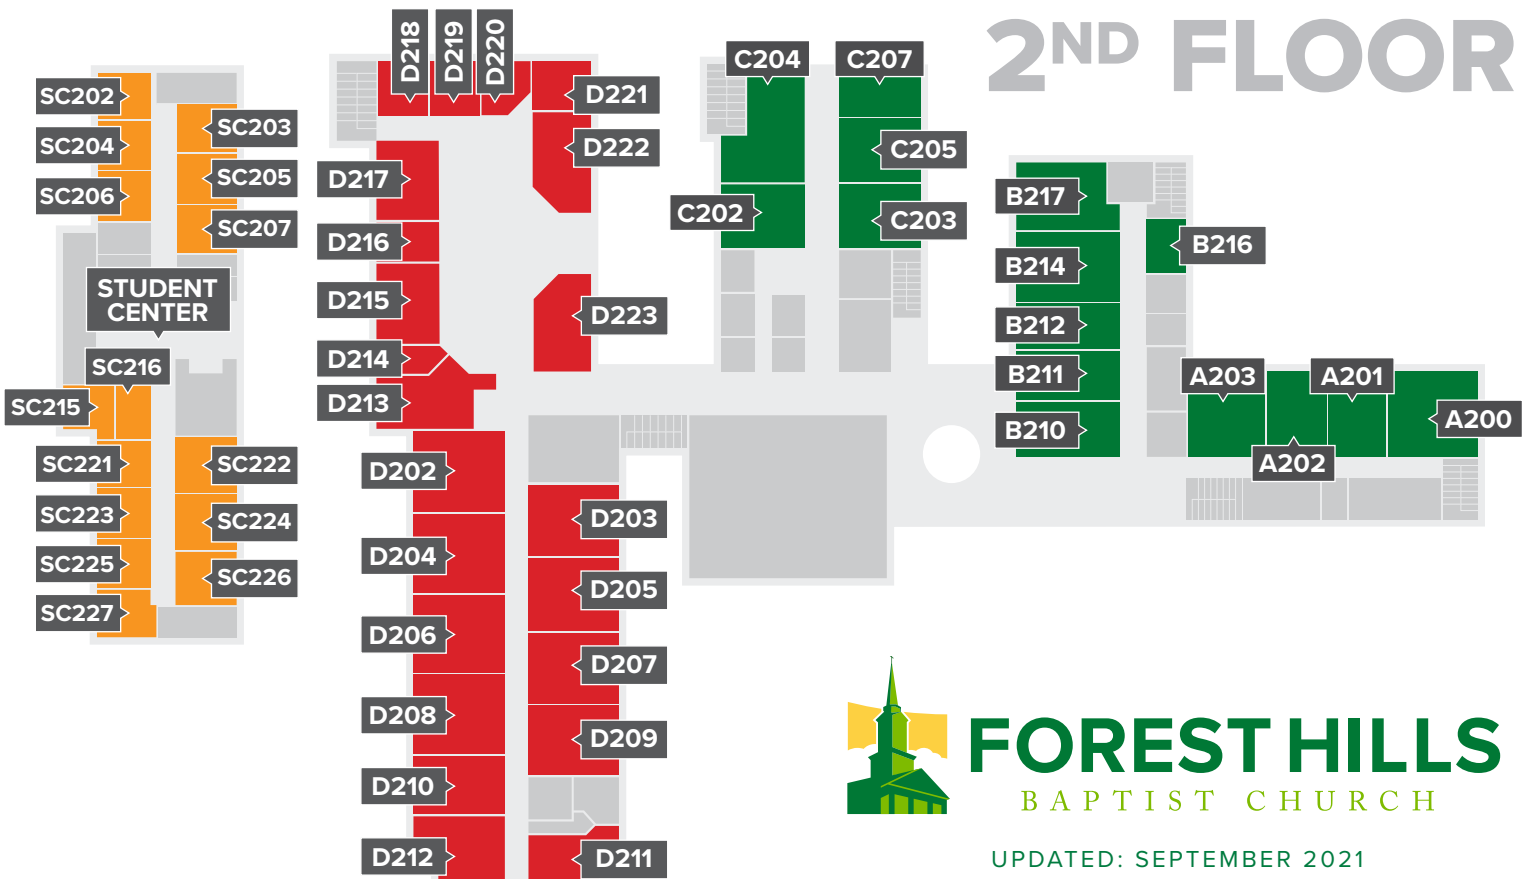 2ND FLOOR
SC202
SC203
SC204
SC205
SC206
SC207
STUDENT
CENTER
SC216
SC215
SC221
SC222
SC223
SC224
SC225
SC226
SC227
D218
D219
D220
D221
D222
D217
D216
D215
D223
D214
D213
D202
D203
D204
D205
D206
D207
D208
D209
D210
D212
D211
C204
C207
C205
C202
C203
B217
B216
B214
B212
B211
B210
A203
A201
A200
A202
FOREST HILLS
BAPTIST CHURCH
UPDATED: SEPTEMBER 2021